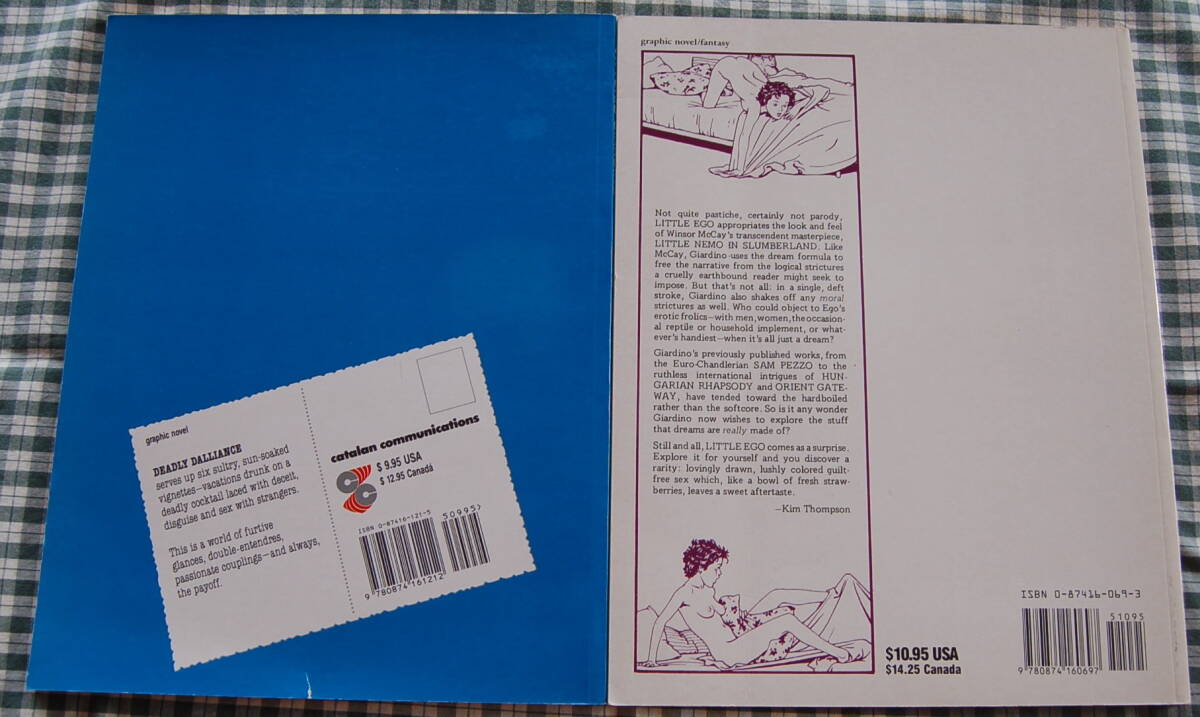 graphic novel
DEADLY DALLIANCE
serves up six sultry, sun-soaked
vignettes—vacations drunk on a
deadly cocktail laced with deceit,
disguise and sex with strangers.
This is a world of furtive
glances, double-entendres,
passionate couplings—and always,
the payoff.
catalan communications
$ 9.95 USA
$ 12.95 Canada
ISBN 0-87416-121-5
50995>
9 780874 161212
graphic novel/fantasy
Not quite pastiche, certainly not parody,
LITTLE EGO appropriates the look and feel
of Winsor McCay's transcendent masterpiece,
LITTLE NEMO IN SLUMBERLAND. Like
McCay, Giardino uses the dream formula to
free the narrative from the logical strictures
a cruelly earthbound reader might seek to
impose. But that's not all: in a single, deft
stroke, Giardino also shakes off any moral
strictures as well. Who could object to Ego's
erotic frolics—with men, women, the occasion-
al reptile or household implement, or what-
ever's handiest—when it's all just a dream?
Giardino's previously published works, from
the Euro-Chandlerian SAM PEZZO to the
ruthless international intrigues of HUN-
GARIAN RHAPSODY and ORIENT GATE-
WAY, have tended toward the hardboiled
rather than the softcore. So is it any wonder
Giardino now wishes to explore the stuff
that dreams are really made of?
Still and all, LITTLE EGO comes as a surprise.
Explore it for yourself and you discover a
rarity: lovingly drawn, lushly colored guilt-
free sex which, like a bowl of fresh straw-
berries, leaves a sweet aftertaste.
—Kim Thompson
$10.95 USA
$14.25 Canada
ISBN 0-87416-069-3
51095
9 780874 160697